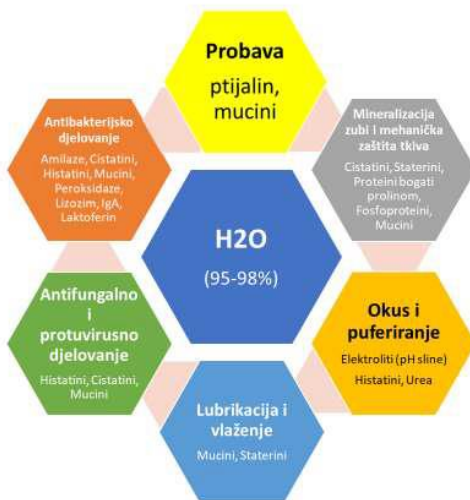 Probava
ptijalin,
mucini
Antibakterijsko
djelovanje
Amilaze, Cistatini,
Histatini, Mucini,
Peroksidaze,
Lizozim, IgA,
Laktoferin
Mineralizacija
zubi i mehanička
zaštita tkiva
Cistatini, Staterini,
Proteini bogati
prolinom,
Fosfoproteini,
Mucini
H2O
(95-98%)
Antifungalno
i
protuvirusno
djelovanje
Histatini, Cistatini,
Mucini
Okus i
puferiranje
Elektroliti (pH sline)
Histatini, Urea
Lubrikacija i
vlaženje
Mucini, Staterini